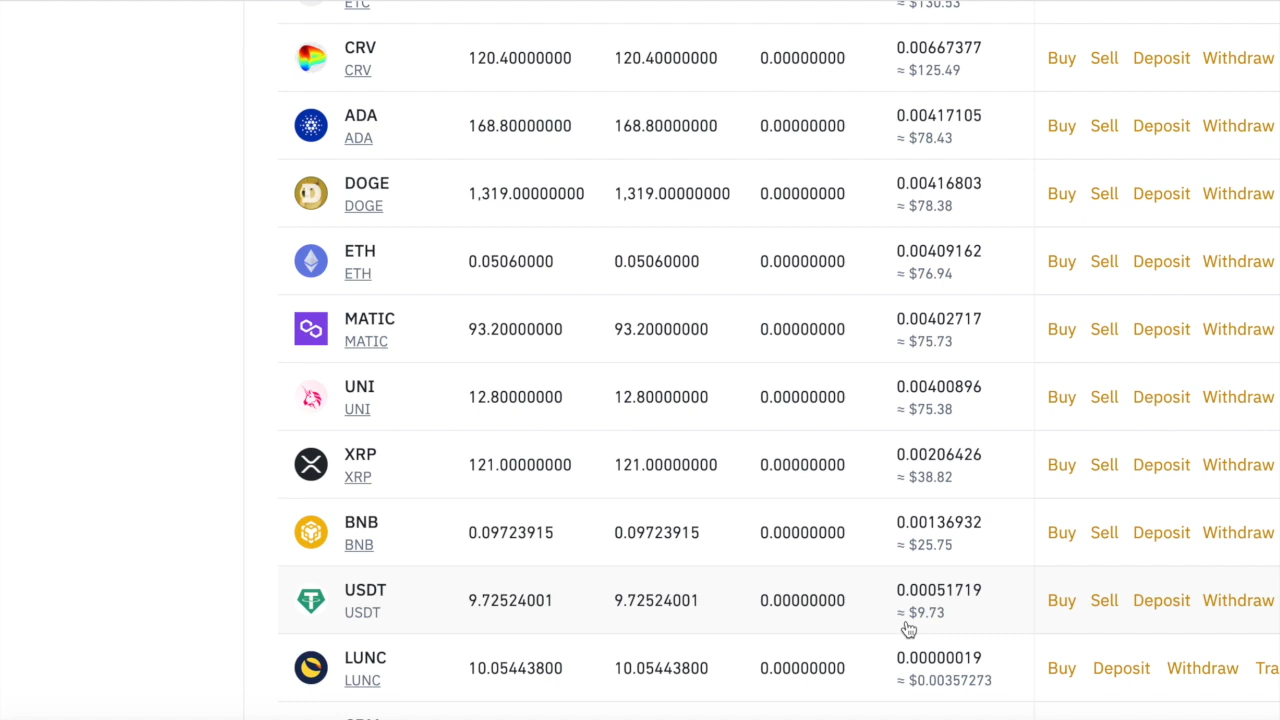 ETC
≈ $130.53
CRV
CRV
120.40000000 120.40000000 0.00000000
0.00667377
≈ $125.49
Buy Sell Deposit Withdraw
ADA
ADA
168.80000000 168.80000000 0.00000000
0.00417105
≈ $78.43
Buy Sell Deposit Withdraw
DOGE
DOGE
1,319.00000000 1,319.00000000 0.00000000
0.00416803
≈ $78.38
Buy Sell Deposit Withdraw
ETH
ETH
0.05060000 0.05060000 0.00000000
0.00409162
≈ $76.94
Buy Sell Deposit Withdraw
MATIC
MATIC
93.20000000 93.20000000 0.00000000
0.00402717
≈ $75.73
Buy Sell Deposit Withdraw
UNI
UNI
12.80000000 12.80000000 0.00000000
0.00400896
≈ $75.38
Buy Sell Deposit Withdraw
XRP
XRP
121.00000000 121.00000000 0.00000000
0.00206426
≈ $38.82
Buy Sell Deposit Withdraw
BNB
BNB
0.09723915 0.09723915 0.00000000
0.00136932
≈ $25.75
Buy Sell Deposit Withdraw
USDT
USDT
9.72524001 9.72524001 0.00000000
0.00051719
≈ $9.73
Buy Sell Deposit Withdraw
LUNC
LUNC
10.05443800 10.05443800 0.00000000
0.00000019
≈ $0.00357273
Buy Deposit Withdraw Tra